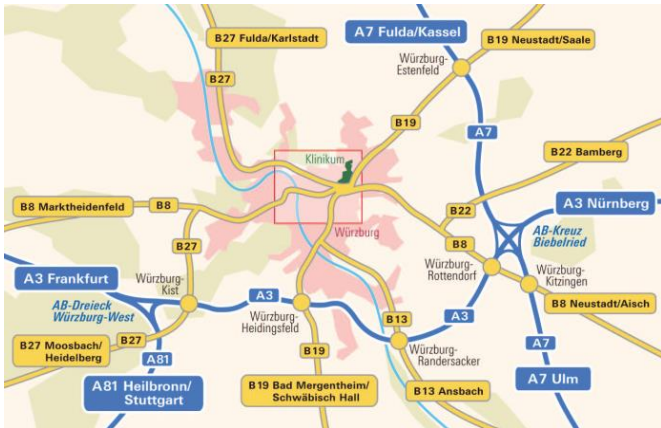 B27 Fulda/Karlstadt
A7 Fulda/Kassel
B19 Neustadt/Saale
Würzburg-
Estenfeld
B27
B19
A7
Klinikum
B22 Bamberg
B8 Marktheidenfeld
B8
B22
A3 Nürnberg
Würzburg
B27
B8
AB-Kreuz
Biebelried
A3 Frankfurt
Würzburg-
Kist
Würzburg-
Rottendorf
Würzburg-
Kitzingen
AB-Dreieck
Würzburg-West
A3
Würzburg-
Heidingsfeld
B13
A3
B8 Neustadt/Aisch
B27 Moosbach/
Heidelberg
B27
A81
B19
Würzburg-
Randersacker
A7
A81 Heilbronn/
Stuttgart
B19 Bad Mergentheim/
Schwäbisch Hall
B13 Ansbach
A7 Ulm